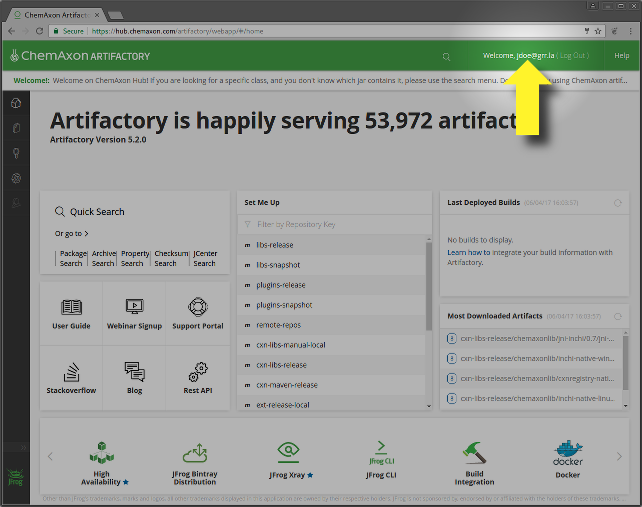 ChemAxon Artifac
Secure
https://hub.chemaxon.com/artifactory/webapp/#/home
ChemAxon ARTIFACTORY
Welcome, jdoe@grr.la ( Log Out )
Help
Welcome! Welcome on ChemAxon Hub! If you are looking for a specific class, and you don't know which jar contains it, please use the search menu. Do using ChemAxon artif...
Artifactory is happily serving 53,972 artifact
Artifactory Version 5.2.0
Quick Search
Or go to >
Package Search
Archive Search
Property Search
Checksum Search
JCenter Search
User Guide
Webinar Signup
Support Portal
Stackoverflow
Blog
Rest API
Set Me Up
Filter by Repository Key
m libs-release
m libs-snapshot
m plugins-release
m plugins-snapshot
m remote-repos
m cxn-libs-manual-local
m cxn-libs-release
m cxn-maven-release
m ext-release-local
Last Deployed Builds (06/04/17 16:03:57)
No builds to display.
Learn how to integrate your build information with
Artifactory.
Most Downloaded Artifacts (06/04/17 16:03:57)
cxn-libs-release/chemaxonlib/jni-inchi/0.7/jni-...
cxn-libs-release/chemaxonlib/inchi-native-win...
cxn-libs-release/chemaxonlib/cxnregistry-nati...
cxn-libs-release/chemaxonlib/inchi-native-linu...
High
Availability
JFrog Bintray
Distribution
JFrog Xray
JFrog CLI
JFrog CLI
Build
Integration
docker
Docker
JFrog
Other than JFrog's trademarks, marks and logos, all other trademarks displayed in the application are owned by their respective holders. JFrog is not sponsored by, endorsed by or affiliated with the holders of these trademarks...